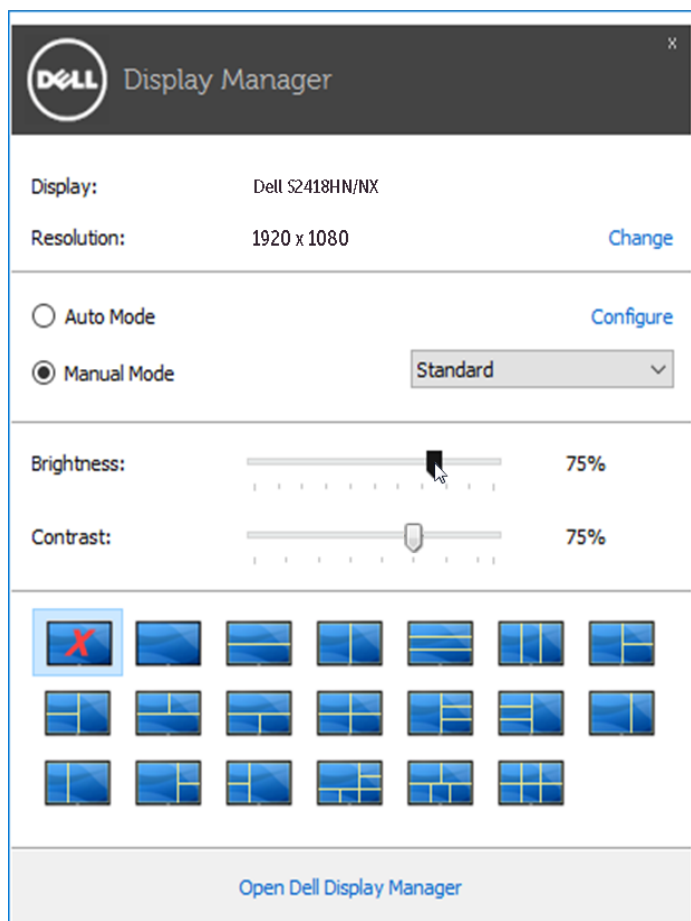 DELL Display Manager x
Display: Dell S2418HN/NX
Resolution: 1920 x 1080 Change
Auto Mode Configure
Manual Mode Standard
Brightness: 75%
Contrast: 75%
X
Open Dell Display Manager